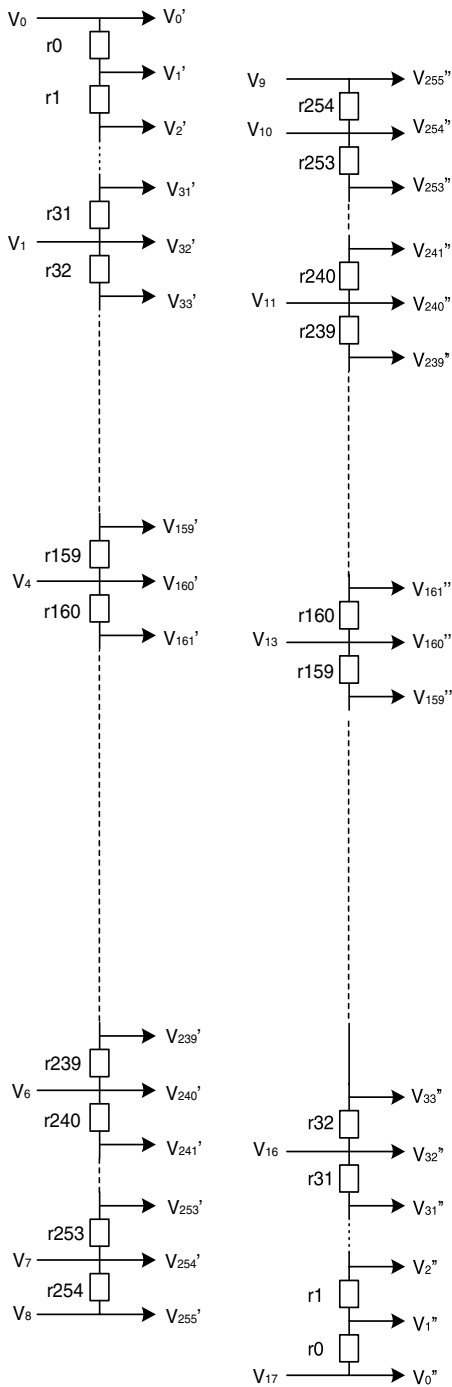 V0 V0'
r0
V1'
r1
V2'
V31'
r31
V1 V32'
r32
V33'
V159'
r159
V4 V160'
r160
V161'
V239'
r239
V6 V240'
r240
V241'
V253'
r253
V7 V254'
r254
V8 V255'
V9 V255"
r254
V10 V254"
r253
V253"
V241"
r240
V11 V240"
r239
V239"
V161"
r160
V13 V160"
r159
V159"
V33"
r32
V16 V32"
r31
V31"
V2"
r1
V1"
r0
V17 V0"